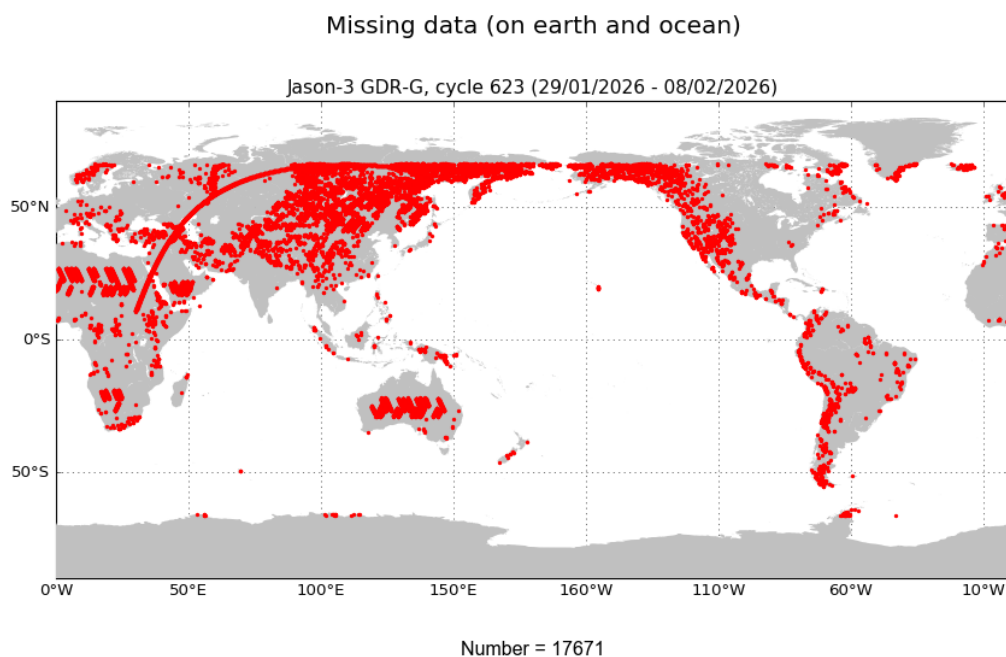 Missing data (on earth and ocean)
Jason-3 GDR-G, cycle 623 (29/01/2026 - 08/02/2026)
50°N
0°S
50°S
0°W 50°E 100°E 150°E 160°W 110°W 60°W 10°W
Number = 17671